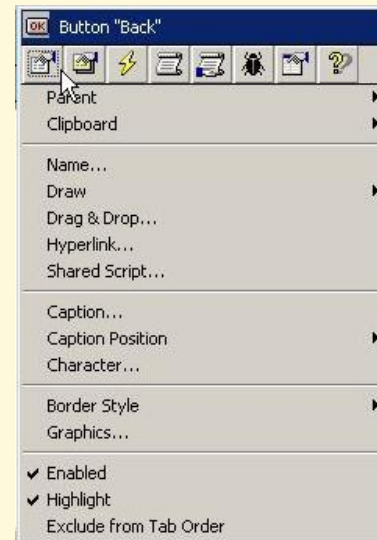 OK Button "Back"
Parent
Clipboard
Name...
Draw
Drag & Drop...
Hyperlink...
Shared Script...
Caption...
Caption Position
Character...
Border Style
Graphics...
Enabled
Highlight
Exclude from Tab Order